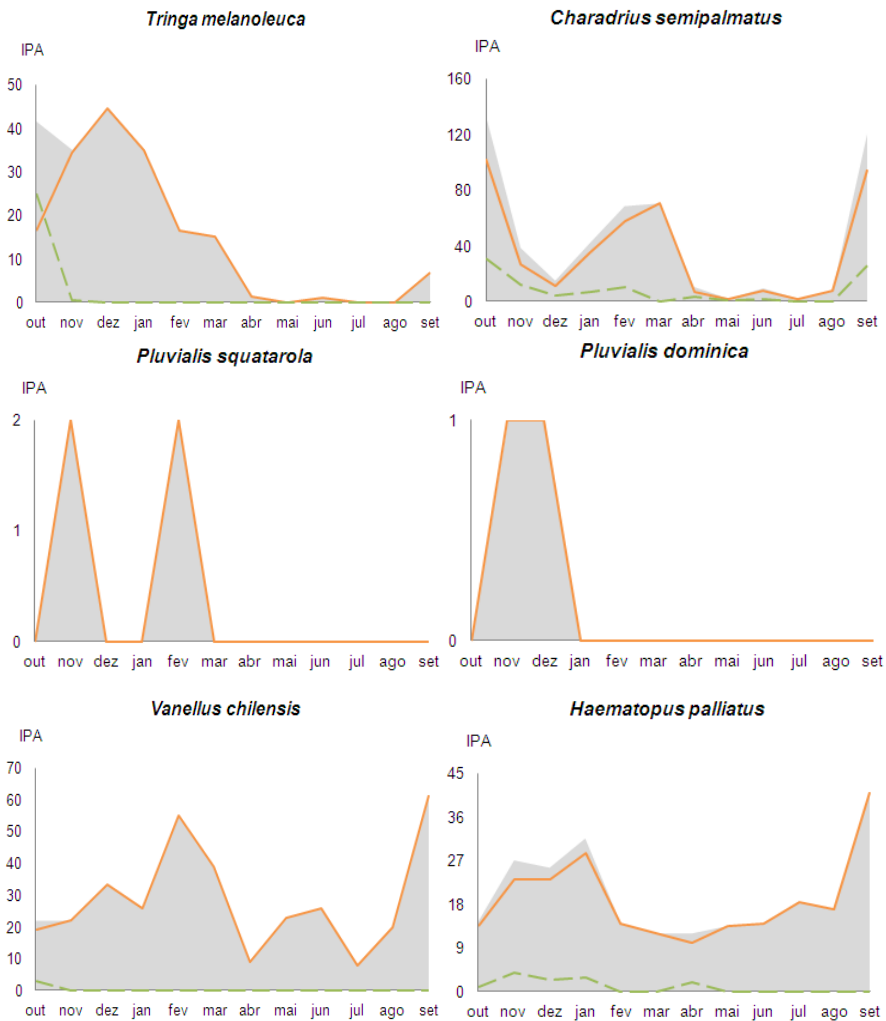 Tringa melanoleuca
IPA
50
40
30
20
10
0
out nov dez jan fev mar abr mai jun jul ago set
Charadrius semipalmatus
IPA
160
120
80
40
0
out nov dez jan fev mar abr mai jun jul ago set
Pluvialis squatarola
IPA
2
1
0
out nov dez jan fev mar abr mai jun jul ago set
Pluvialis dominica
IPA
1
0
out nov dez jan fev mar abr mai jun jul ago set
Vanellus chilensis
IPA
70
60
50
40
30
20
10
0
out nov dez jan fev mar abr mai jun jul ago set
Haematopus palliatus
IPA
45
36
27
18
9
0
out nov dez jan fev mar abr mai jun jul ago set